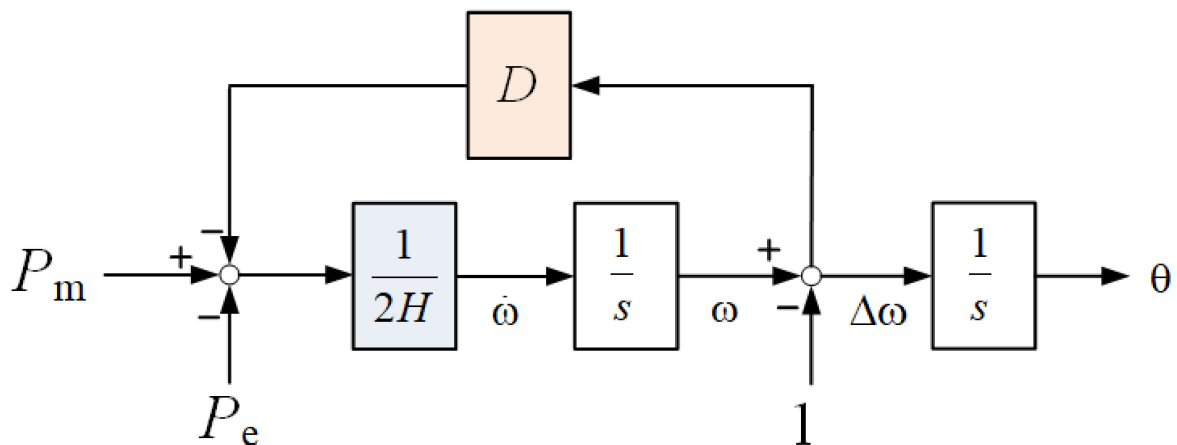 D
− + −
P_m + − 1/2H ω̇ 1/s ω Δω 1/s θ
P_e 1